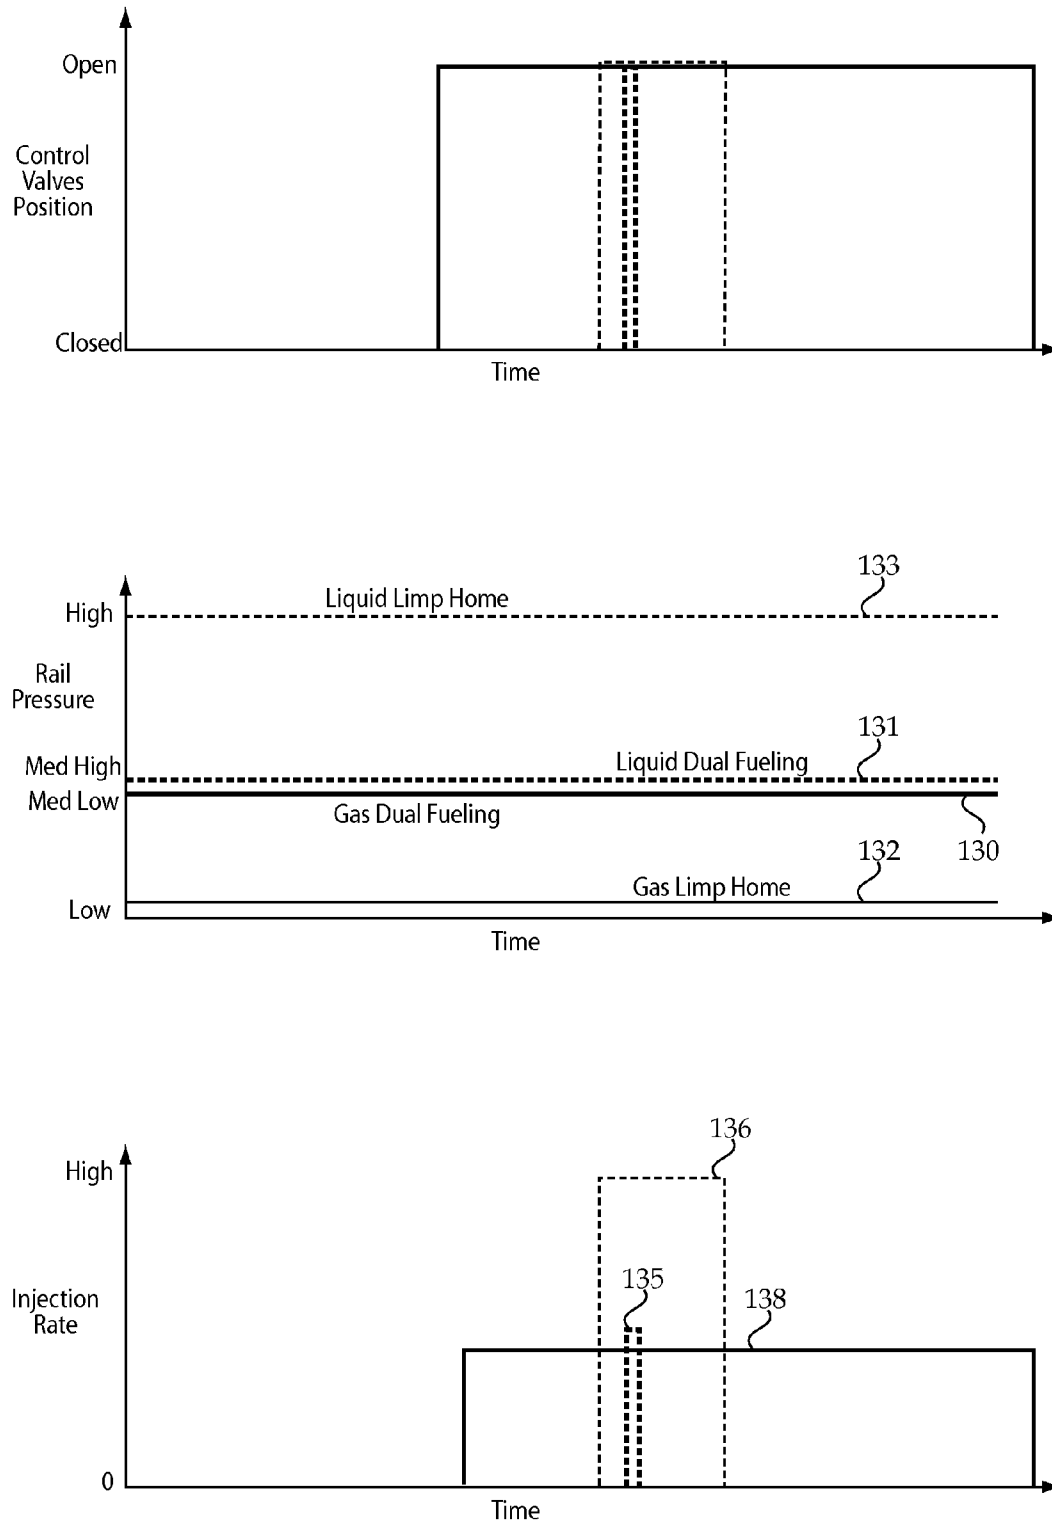 Open
Control
Valves
Position
Closed
Time
133
Liquid Limp Home
High
Rail
Pressure
131
Med High
Liquid Dual Fueling
Med Low
Gas Dual Fueling
132
130
Gas Limp Home
Low
Time
136
High
135
138
Injection
Rate
0
Time